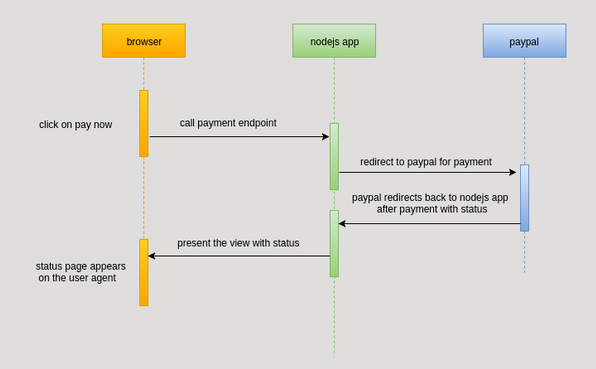 browser
nodejs app
paypal
click on pay now
call payment endpoint
redirect to paypal for payment
paypal redirects back to nodejs app
after payment with status
present the view with status
status page appears
on the user agent